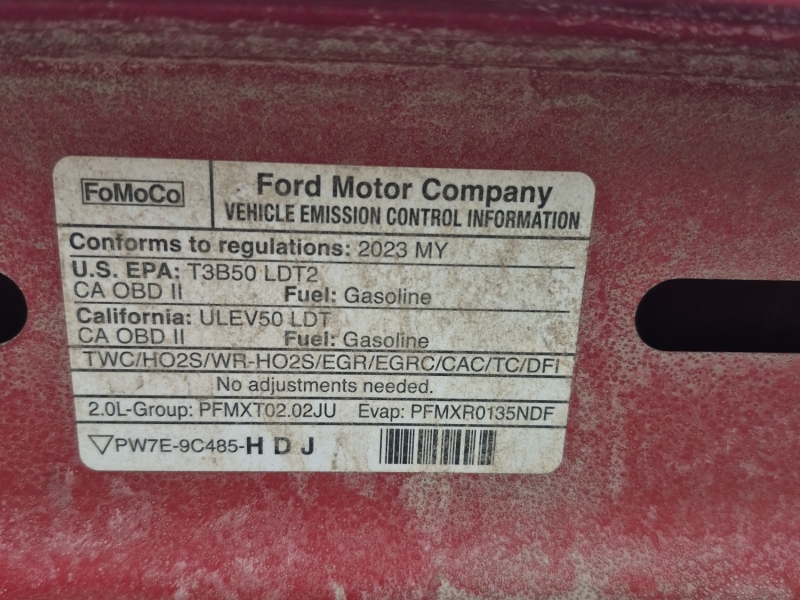 FoMoCo
Ford Motor Company
VEHICLE EMISSION CONTROL INFORMATION
Conforms to regulations: 2023 MY
U.S. EPA: T3B50 LDT2
CA OBD II Fuel: Gasoline
California: ULEV50 LDT
CA OBD II Fuel: Gasoline
TWC/HO2S/WR-HO2S/EGR/EGRC/CAC/TC/DFI
No adjustments needed.
2.0L-Group: PFMXT02.02JU Evap: PFMXR0135NDF
PW7E-9C485-H D J